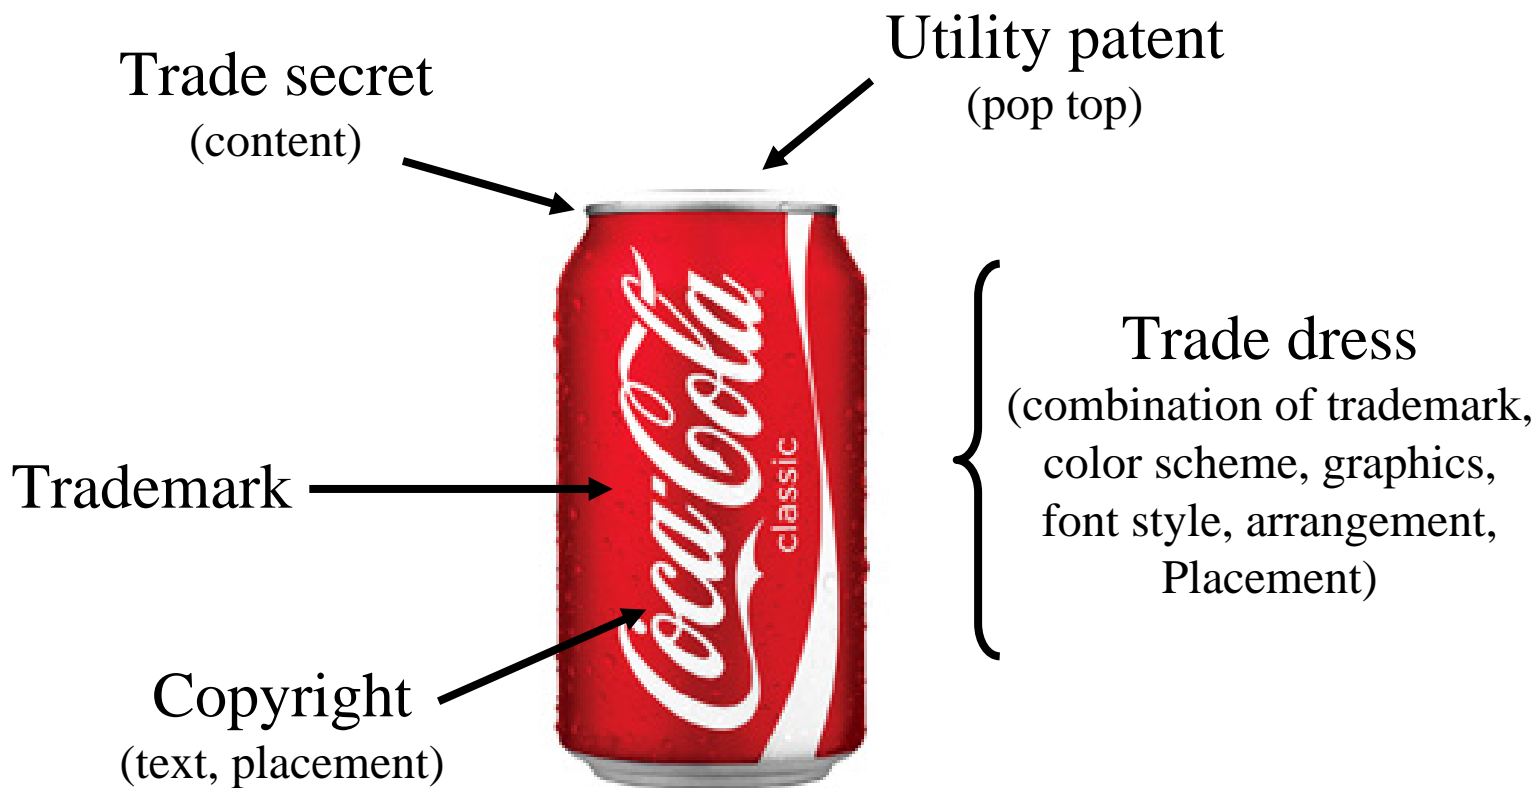 Trade secret
(content)
Utility patent
(pop top)
Trade dress
(combination of trademark,
color scheme, graphics,
font style, arrangement,
Placement)
Trademark
Coca-Cola
classic
Copyright
(text, placement)